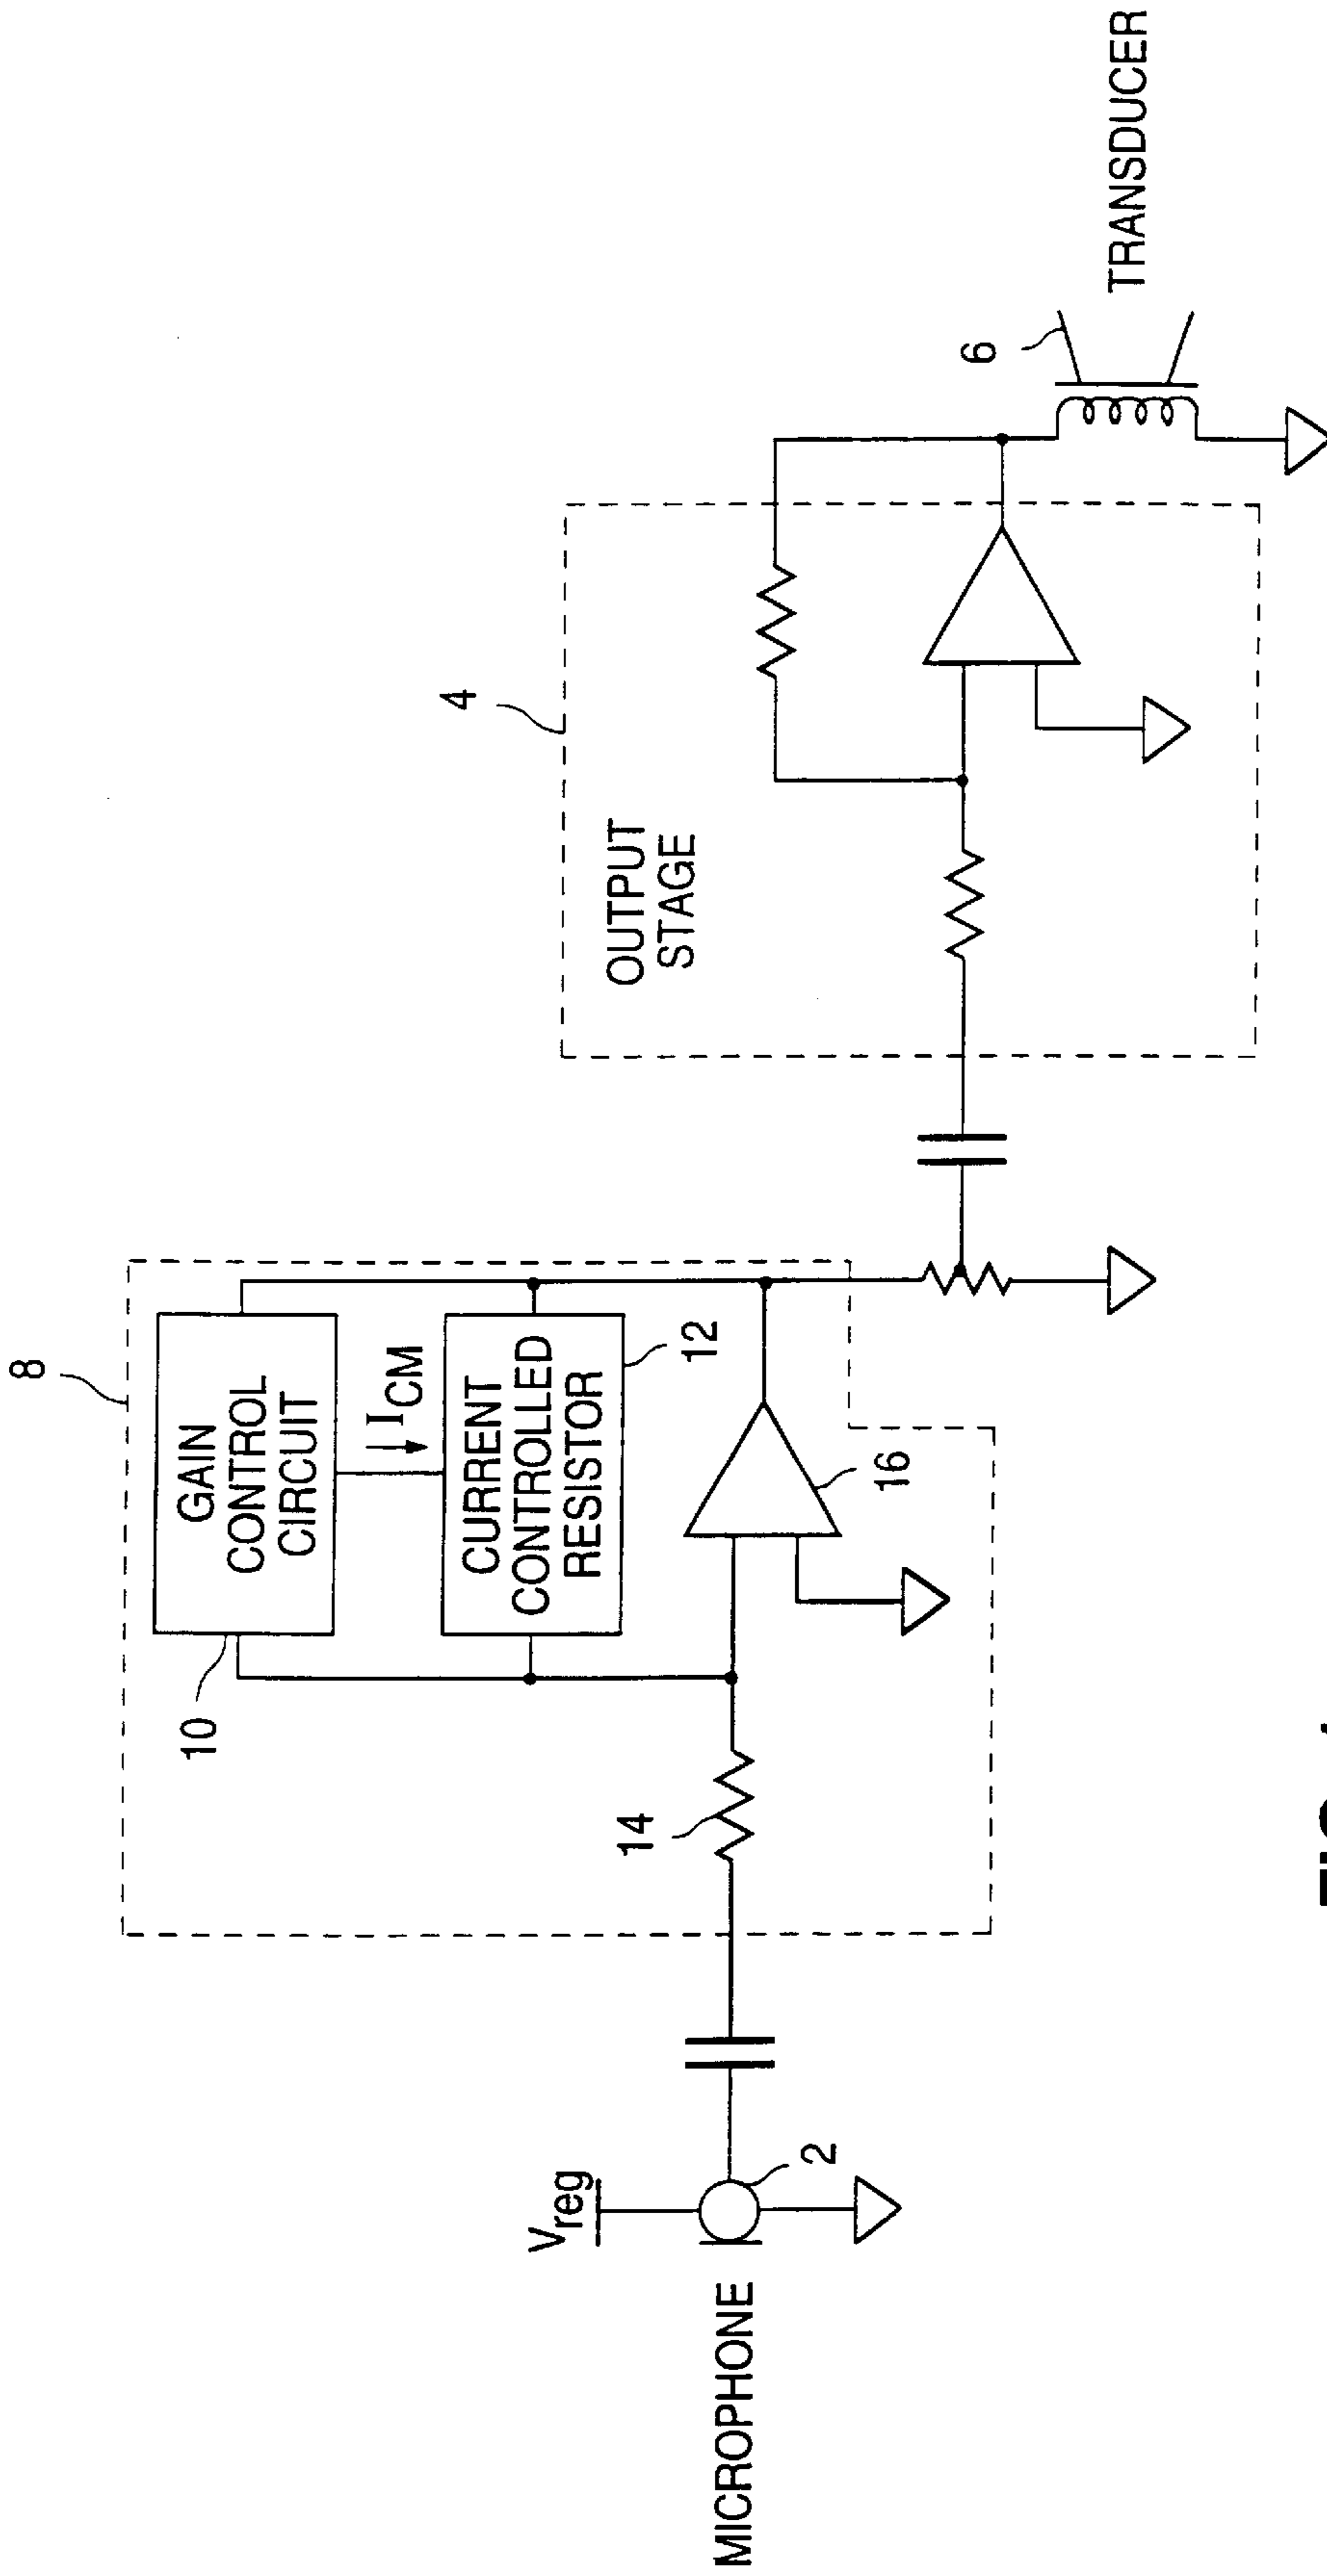 8
GAIN
CONTROL
CIRCUIT
10
I_CM
CURRENT
CONTROLLED
RESISTOR
12
14
16
V_reg
MICROPHONE
2
4
OUTPUT
STAGE
6
TRANSDUCER